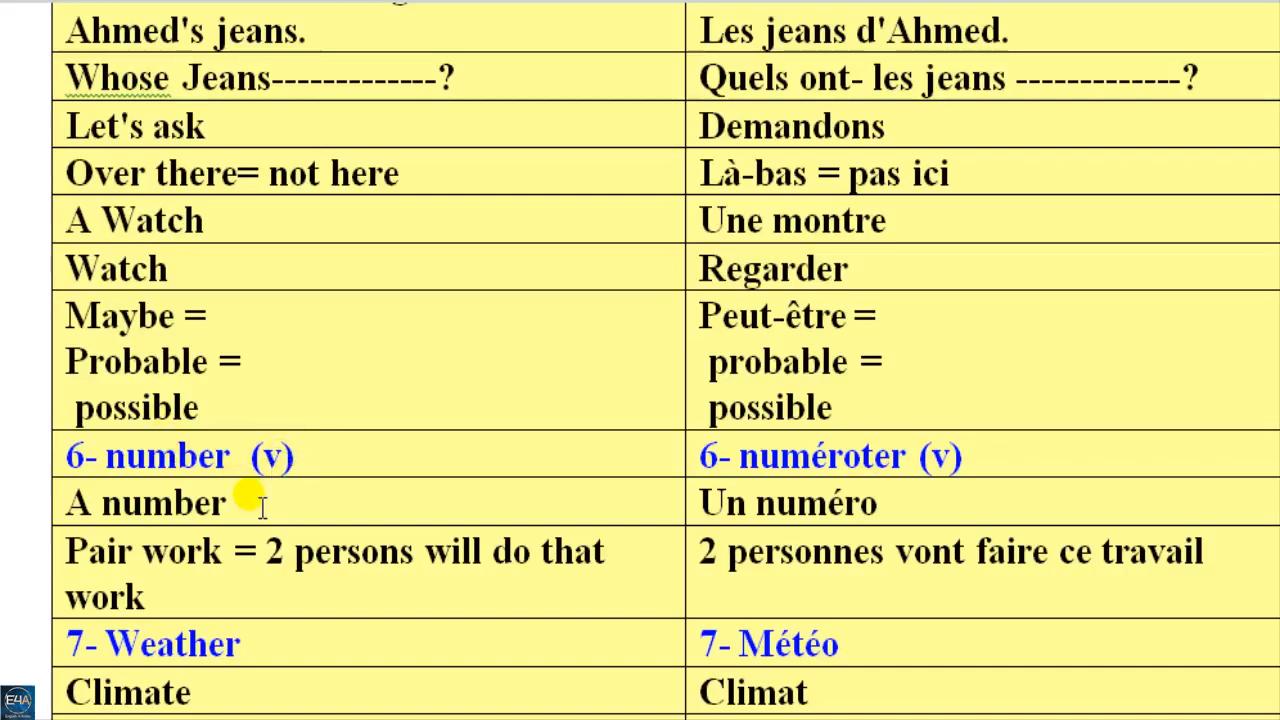 Ahmed's jeans.
Les jeans d'Ahmed.
Whose Jeans-------------?
Quels ont- les jeans -------------?
Let's ask
Demandons
Over there= not here
Là-bas = pas ici
A Watch
Une montre
Watch
Regarder
Maybe =
Probable =
possible
Peut-être =
probable =
possible
6- number (v)
6- numéroter (v)
A number
Un numéro
Pair work = 2 persons will do that
work
2 personnes vont faire ce travail
7- Weather
7- Météo
Climate
Climat
E4A